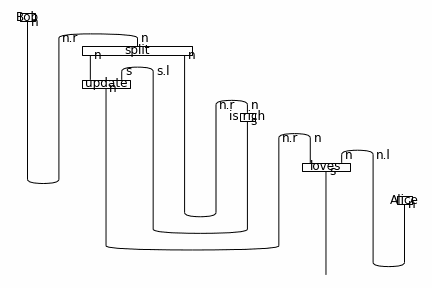 Bob
n
n.r n
split
n n
s s.l
update
n
n.r n
is rich
s
n.r n
n n.l
loves
s
Alice
n